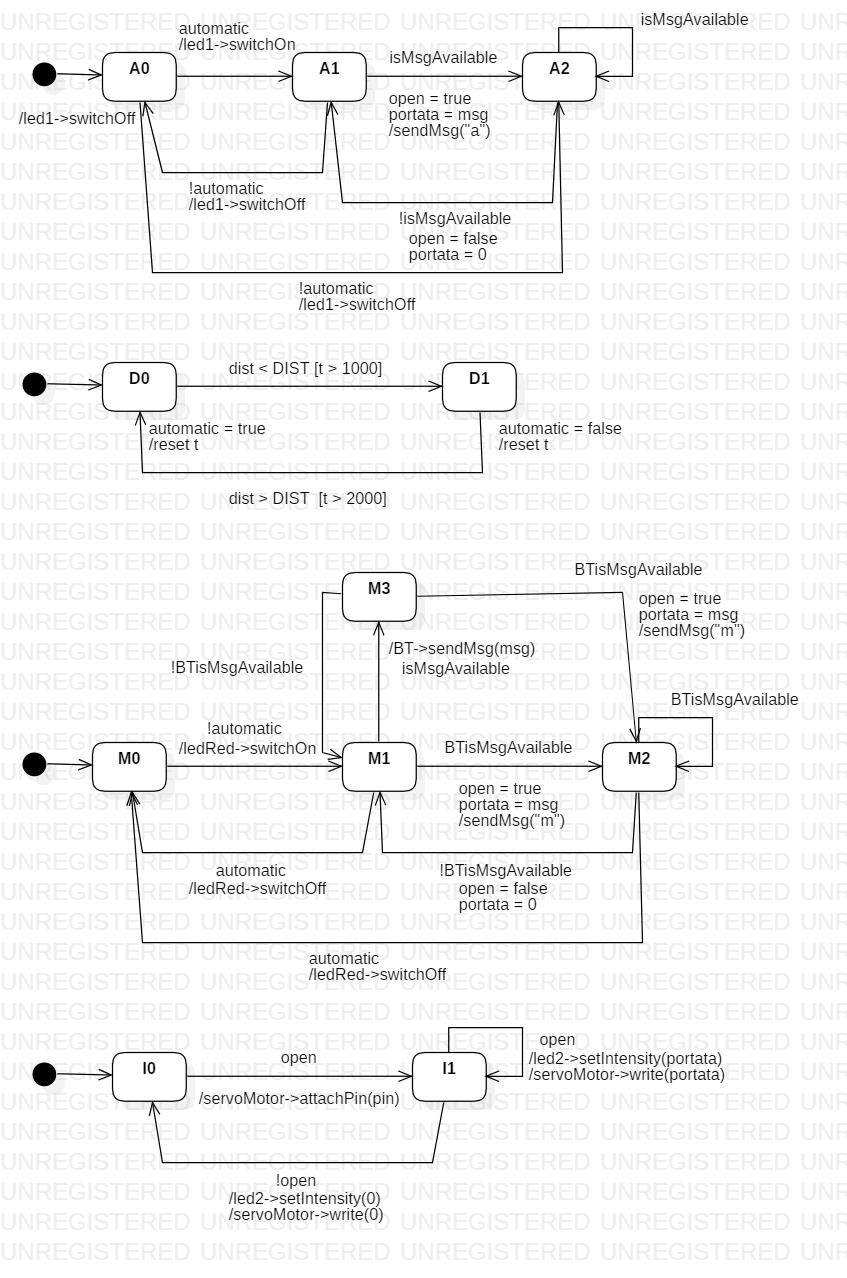 automatic
/led1->switchOn
isMsgAvailable
isMsgAvailable
A0
A1
A2
open = true
portata = msg
/sendMsg("a")
/led1->switchOff
!automatic
/led1->switchOff
!isMsgAvailable
open = false
portata = 0
!automatic
/led1->switchOff
dist < DIST [t > 1000]
D0
D1
automatic = true
/reset t
automatic = false
/reset t
dist > DIST  [t > 2000]
BTisMsgAvailable
M3
open = true
portata = msg
/sendMsg("m")
/BT->sendMsg(msg)
isMsgAvailable
!BTisMsgAvailable
BTisMsgAvailable
!automatic
/ledRed->switchOn
BTisMsgAvailable
M0
M1
M2
open = true
portata = msg
/sendMsg("m")
automatic
/ledRed->switchOff
!BTisMsgAvailable
open = false
portata = 0
automatic
/ledRed->switchOff
open
open
/led2->setIntensity(portata)
/servoMotor->write(portata)
I0
I1
/servoMotor->attachPin(pin)
!open
/led2->setIntensity(0)
/servoMotor->write(0)
UNREGISTERED